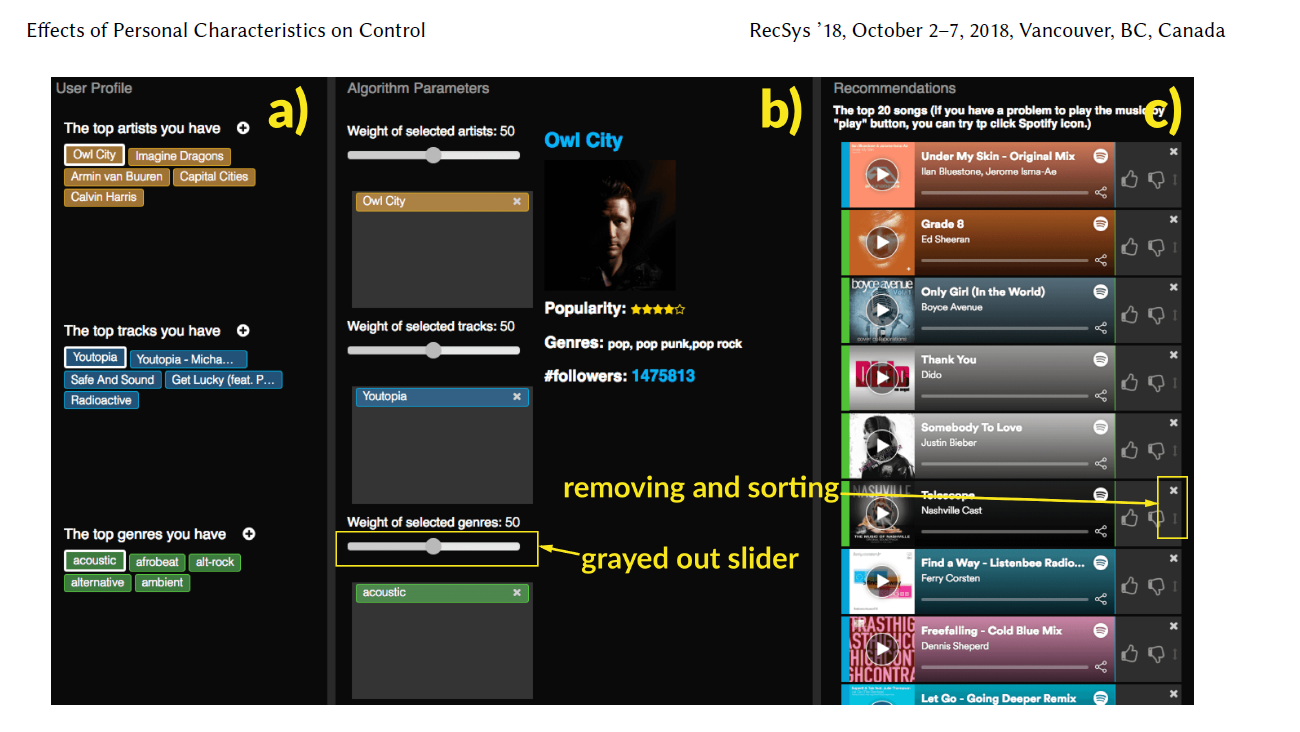 Effects of Personal Characteristics on Control
RecSys ’18, October 2–7, 2018, Vancouver, BC, Canada
User Profile
a)
The top artists you have
Owl City
Imagine Dragons
Armin van Buuren
Capital Cities
Calvin Harris
The top tracks you have
Youtopia
Youtopia - Micha...
Safe And Sound
Get Lucky (feat. P...
Radioactive
The top genres you have
acoustic
afrobeat
alt-rock
alternative
ambient
Algorithm Parameters
b)
Weight of selected artists: 50
Owl City
Weight of selected tracks: 50
Youtopia
Weight of selected genres: 50
grayed out slider
acoustic
Owl City
Popularity:
Genres: pop, pop punk,pop rock
#followers: 1475813
removing and sorting
Recommendations
c)
The top 20 songs (if you have a problem to play the music by
"play" button, you can try tp click Spotify icon.)
Under My Skin - Original Mix
Ilan Bluestone, Jerome Isma-Ae
Grade 8
Ed Sheeran
boyce avenue
Only Girl (In the World)
Boyce Avenue
Thank You
Dido
Somebody To Love
Justin Bieber
NASHVILLE
Telescope
Nashville Cast
Find a Way - Listenbee Radio...
Ferry Corsten
Freefalling - Cold Blue Mix
Dennis Sheperd
Let Go - Going Deeper Remix